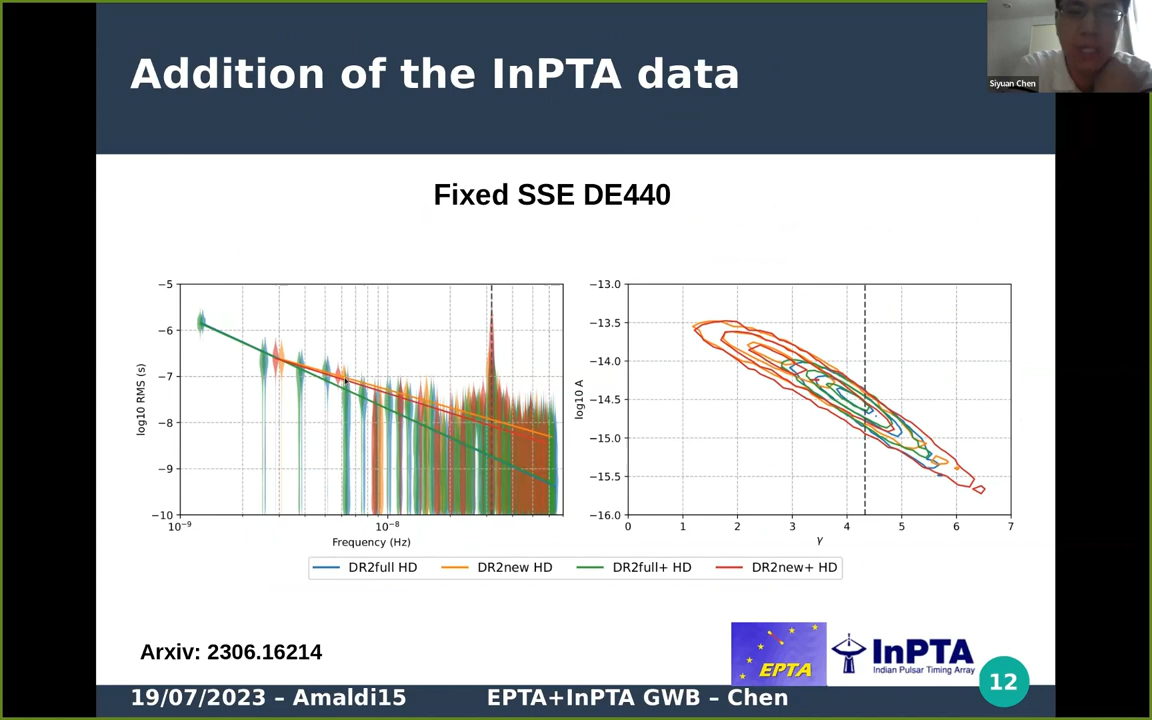 Addition of the InPTA data
Siyuan Chen
Fixed SSE DE440
−5
−6
−7
−8
−9
−10
log10 RMS (s)
10⁻⁹
10⁻⁸
Frequency (Hz)
−13.0
−13.5
−14.0
−14.5
−15.0
−15.5
−16.0
log10 A
0 1 2 3 4 5 6 7
γ
DR2full HD DR2new HD DR2full+ HD DR2new+ HD
Arxiv: 2306.16214
EPTA
InPTA
Indian Pulsar Timing Array
12
19/07/2023 – Amaldi15 EPTA+InPTA GWB – Chen